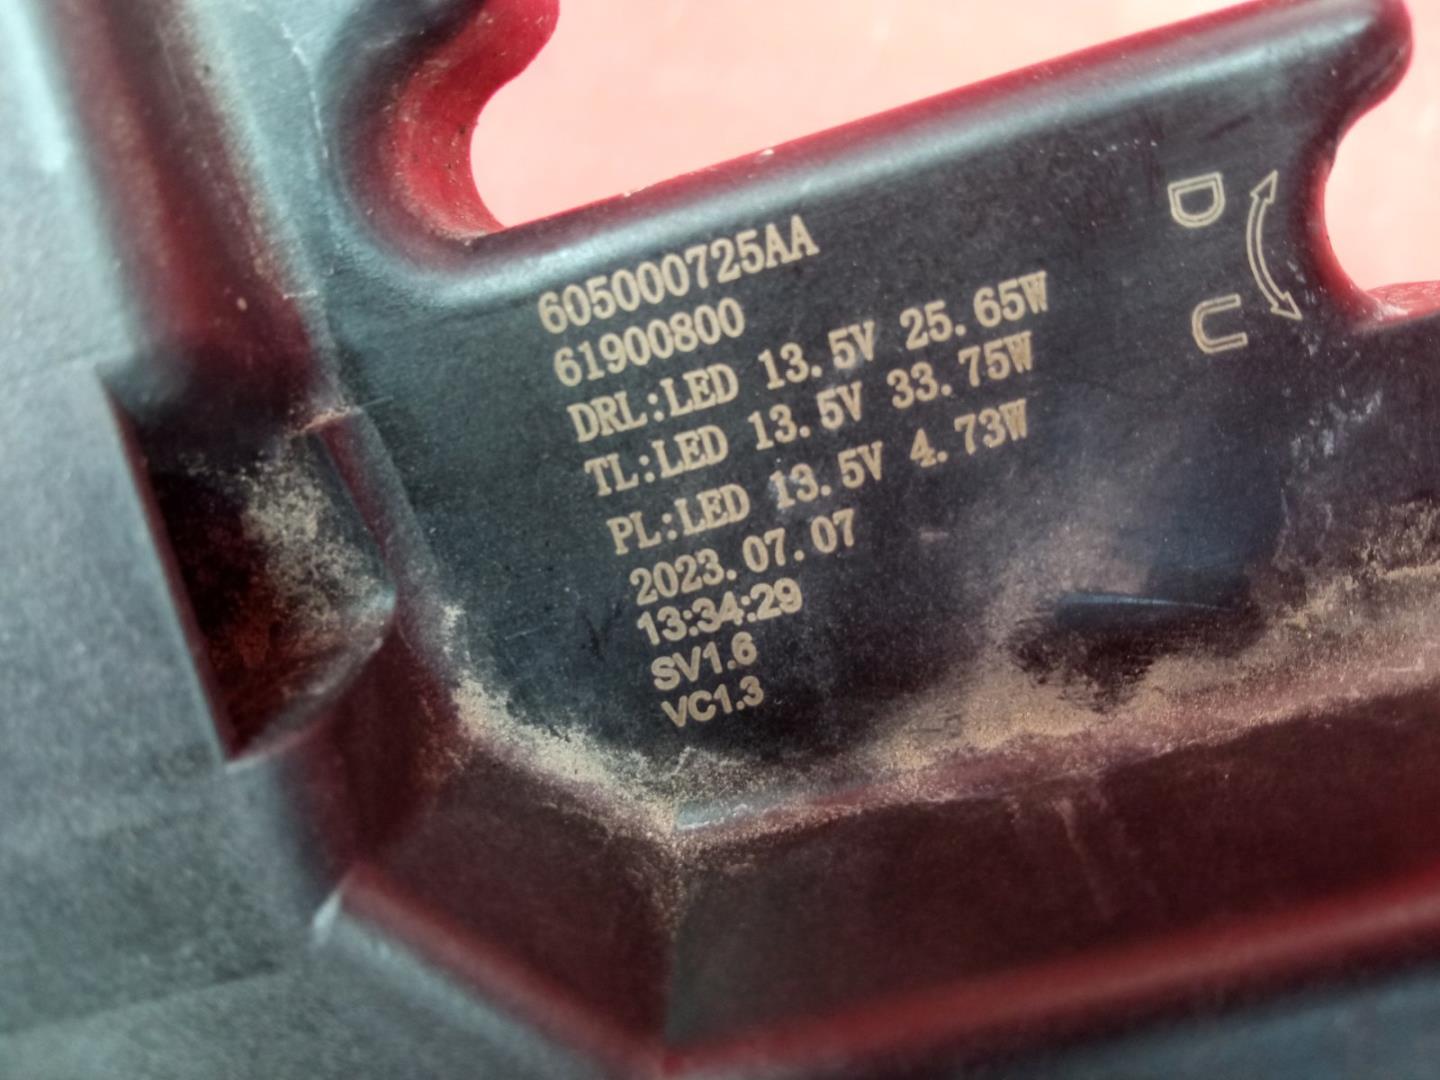 605000725AA
61900800
DRL:LED 13.5V 25.65W
TL:LED 13.5V 33.75W
PL:LED 13.5V 4.73W
2023.07.07
13:34:29
SV1.6
VC1.3
D
U